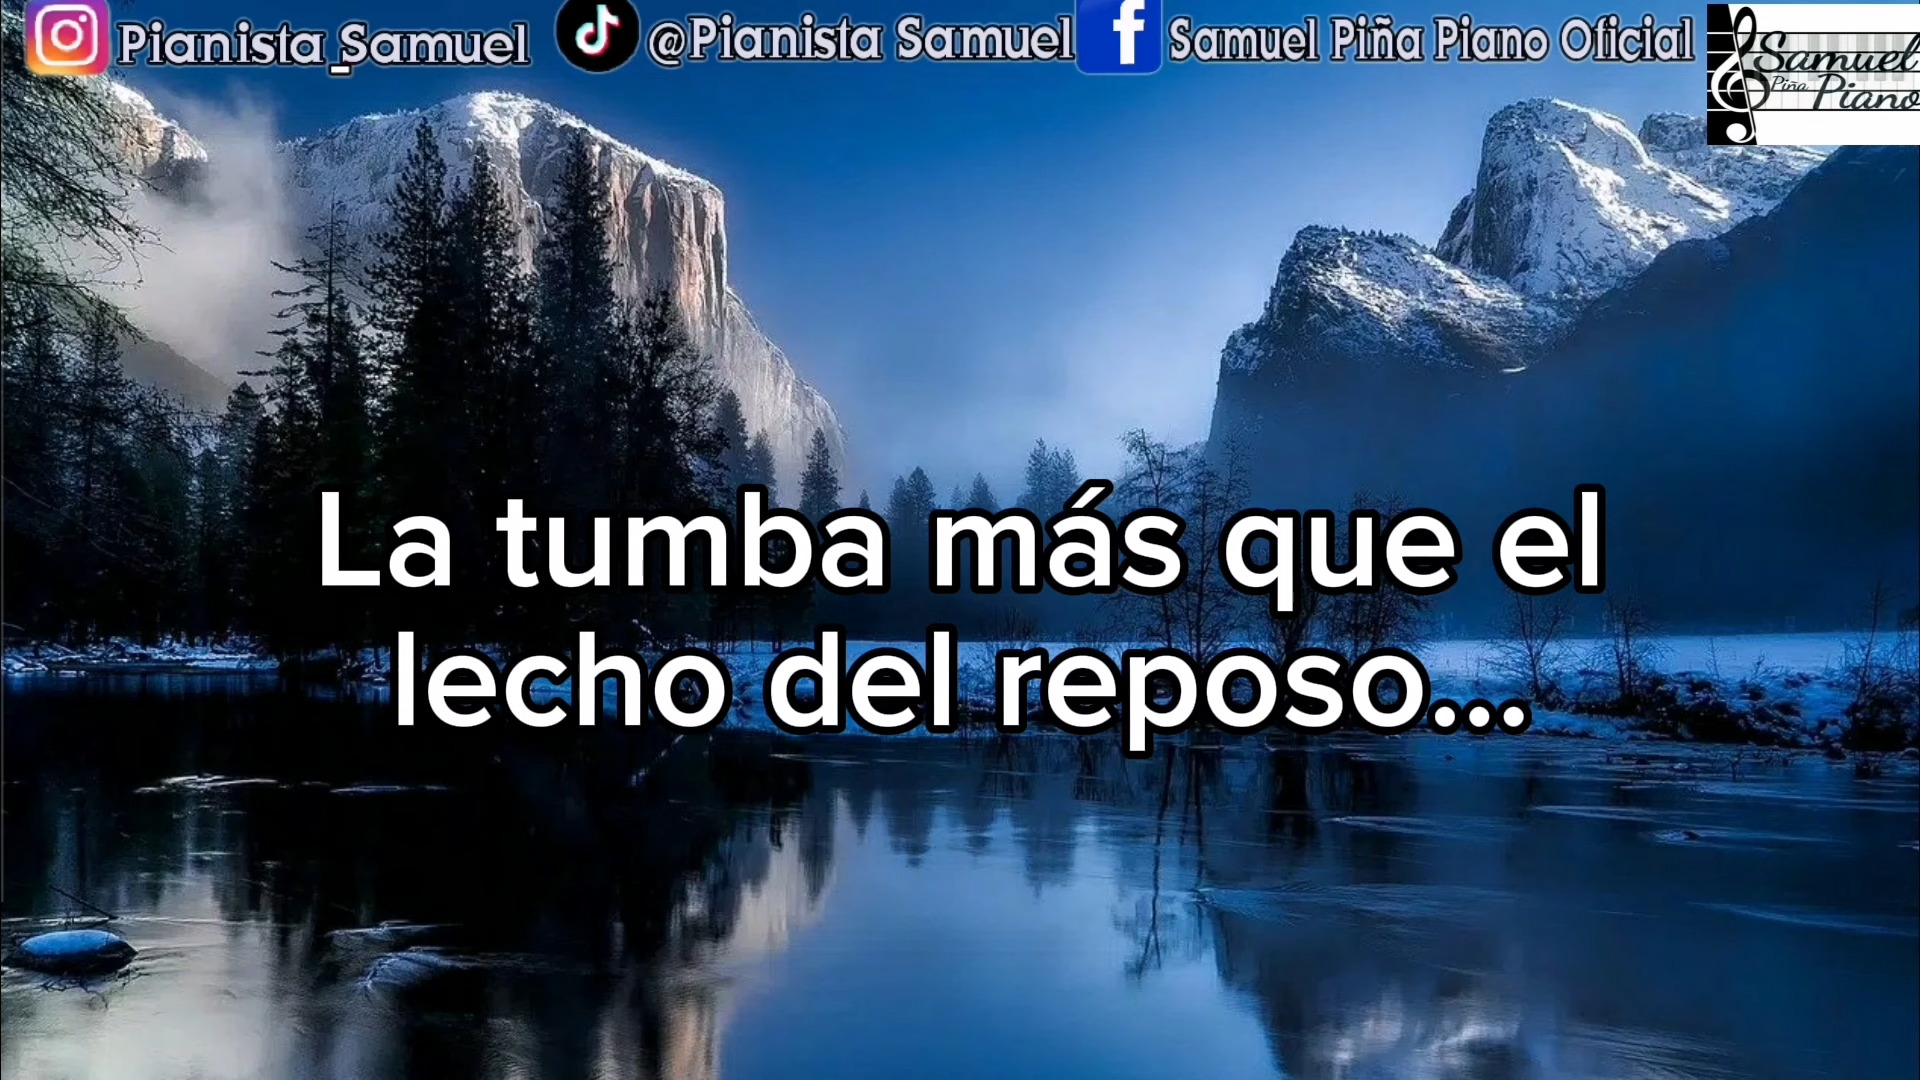 Pianista_Samuel
@Pianista Samuel
Samuel Piña Piano Oficial
Samuel
Piña Piano
La tumba más que el
lecho del reposo...